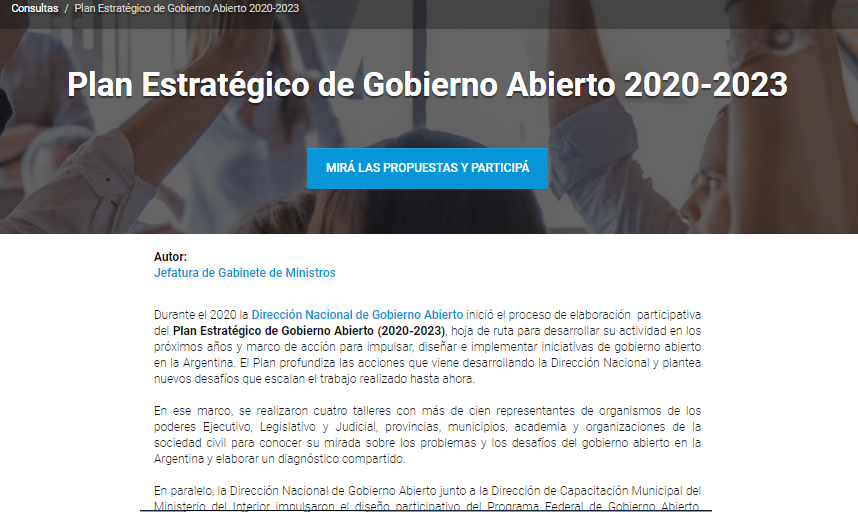 Consultas / Plan Estratégico de Gobierno Abierto 2020-2023
Plan Estratégico de Gobierno Abierto 2020-2023
MIRÁ LAS PROPUESTAS Y PARTICIPÁ
Autor:
Jefatura de Gabinete de Ministros
Durante el 2020 la Dirección Nacional de Gobierno Abierto inició el proceso de elaboración participativa
del Plan Estratégico de Gobierno Abierto (2020-2023), hoja de ruta para desarrollar su actividad en los
próximos años y marco de acción para impulsar, diseñar e implementar iniciativas de gobierno abierto
en la Argentina. El Plan profundiza las acciones que viene desarrollando la Dirección Nacional y plantea
nuevos desafíos que escalan el trabajo realizado hasta ahora.
En ese marco, se realizaron cuatro talleres con más de cien representantes de organismos de los
poderes Ejecutivo, Legislativo y Judicial, provincias, municipios, academia y organizaciones de la
sociedad civil para conocer su mirada sobre los problemas y los desafíos del gobierno abierto en la
Argentina y elaborar un diagnóstico compartido.
En paralelo, la Dirección Nacional de Gobierno Abierto junto a la Dirección de Capacitación Municipal del
Ministerio del Interior impulsaron el diseño participativo del Programa Federal de Gobierno Abierto,